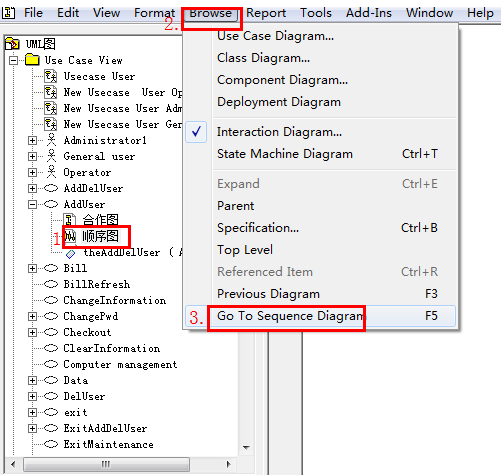 File Edit View Format Browse Report Tools Add-Ins Window Help
2.
UML图
Use Case View
Usecase User
New Usecase User Op
New Usecase User Adm
New Usecase User Gen
Administrator1
General user
Operator
AddDelUser
AddUser
合作图
1
顺序图
theAddDelUser ( A
Bill
BillRefresh
ChangeInformation
ChangePwd
Checkout
ClearInformation
Computer management
Data
DelUser
exit
ExitAddDelUser
ExitMaintenance
Use Case Diagram...
Class Diagram...
Component Diagram...
Deployment Diagram
Interaction Diagram...
State Machine Diagram Ctrl+T
Expand Ctrl+E
Parent
Specification... Ctrl+B
Top Level
Referenced Item Ctrl+R
Previous Diagram F3
3. Go To Sequence Diagram F5